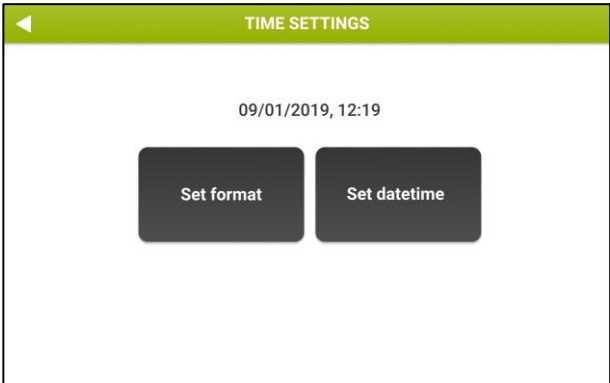 TIME SETTINGS
09/01/2019, 12:19
Set format
Set datetime